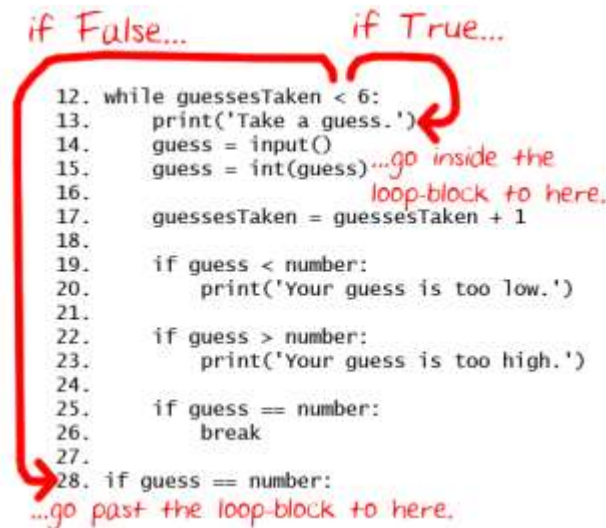 if False...
if True...
12. while guessesTaken < 6:
13.     print('Take a guess.')
14.     guess = input()
15.     guess = int(guess)
...go inside the
16.
loop-block to here.
17.     guessesTaken = guessesTaken + 1
18.
19.     if guess < number:
20.         print('Your guess is too low.')
21.
22.     if guess > number:
23.         print('Your guess is too high.')
24.
25.     if guess == number:
26.         break
27.
28. if guess == number:
...go past the loop-block to here.